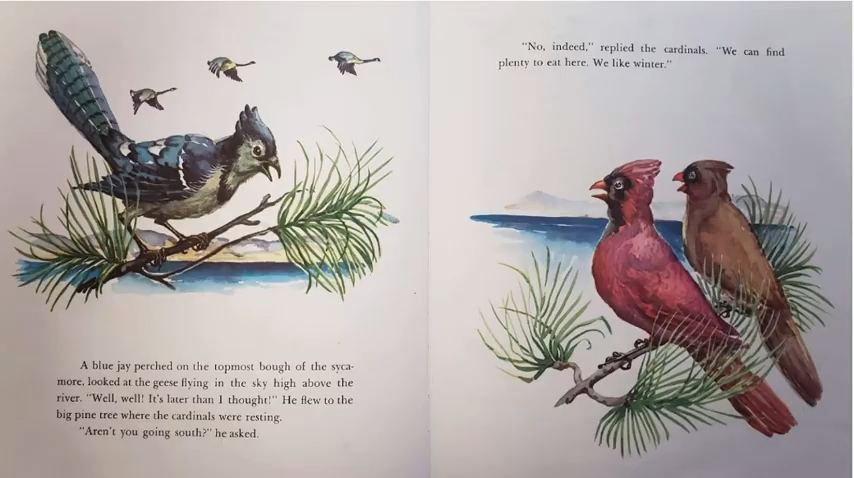 A blue jay perched on the topmost bough of the syca-
more, looked at the geese flying in the sky high above the
river. "Well, well! It's later than I thought!" He flew to the
big pine tree where the cardinals were resting.
"Aren't you going south?" he asked.
"No, indeed," replied the cardinals. "We can find
plenty to eat here. We like winter."